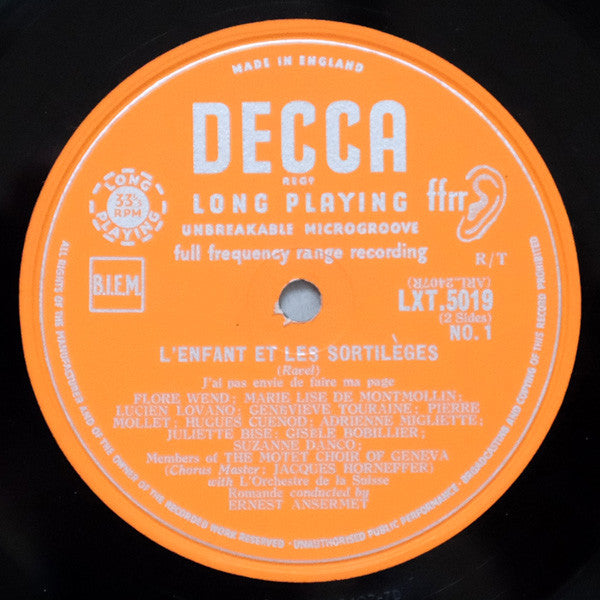 MADE IN ENGLAND
DECCA
REGD
LONG PLAYING
UNBREAKABLE MICROGROOVE
full frequency range recording
LONG
33⅓
RPM
PLAYING
ffrr
B.I.E.M.
R/T
(ARL.2407R)
LXT.5019
(2 Sides)
NO. 1
L'ENFANT ET LES SORTILÈGES
(Ravel)
J'ai pas envie de faire ma page
FLORE WEND; MARIE LISE DE MONTMOLLIN;
LUCIEN LOVANO; GENEVIEVE TOURAINE; PIERRE
MOLLET; HUGUES CUENOD; ADRIENNE MIGLIETTE;
JULIETTE BISE; GISELE BOBILLIER;
SUZANNE DANCO;
Members of THE MOTET CHOIR OF GENEVA
(Chorus Master: JACQUES HORNEFFER)
with L'Orchestre de la Suisse
Romande conducted by
ERNEST ANSERMET
ALL RIGHTS OF THE MANUFACTURER AND OF THE OWNER OF THE RECORDED WORK RESERVED · UNAUTHORISED PUBLIC PERFORMANCE, BROADCASTING AND COPYING OF THIS RECORD PROHIBITED